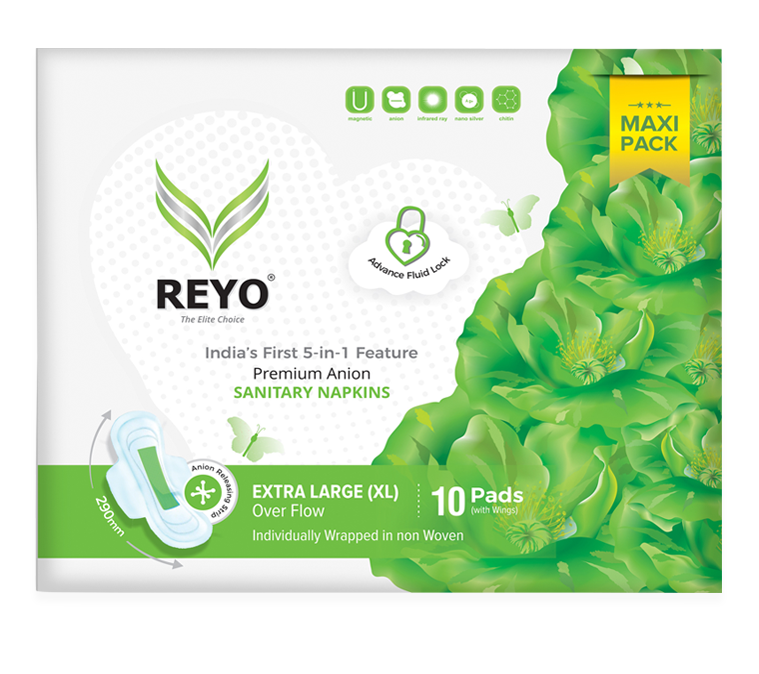 magnetic
anion
infrared ray
nano silver
chitin
MAXI
PACK
REYO®
The Elite Choice
Advance Fluid Lock
India's First 5-in-1 Feature
Premium Anion
SANITARY NAPKINS
290mm
Anion Releasing Strip
EXTRA LARGE (XL)
Over Flow
Individually Wrapped in non Woven
10 Pads
(with Wings)